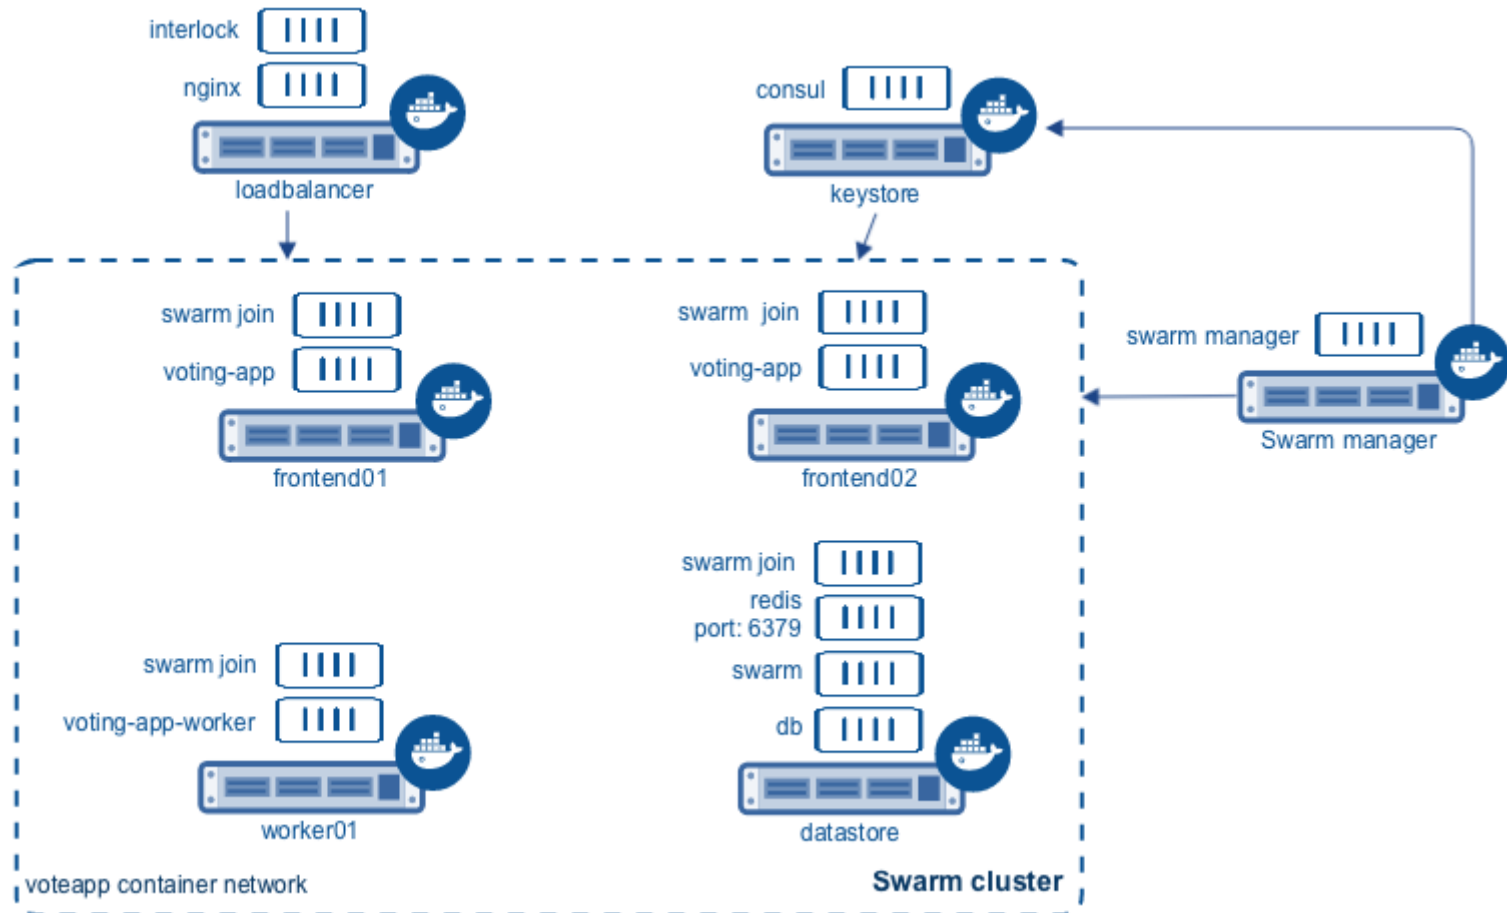 interlock
nginx
loadbalancer
consul
keystore
swarm join
voting-app
frontend01
swarm  join
voting-app
frontend02
swarm manager
Swarm manager
swarm join
voting-app-worker
worker01
swarm join
redis
port: 6379
swarm
db
datastore
voteapp container network
Swarm cluster